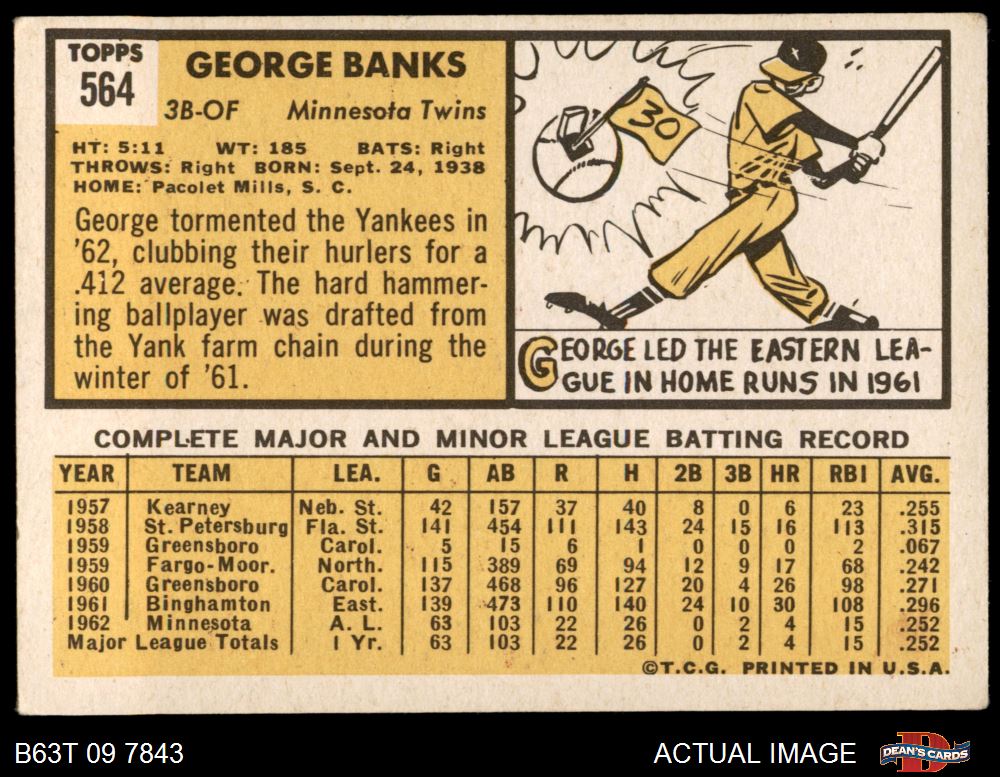 TOPPS
564
GEORGE BANKS
3B-OF Minnesota Twins
HT: 5:11 WT: 185 BATS: Right
THROWS: Right BORN: Sept. 24, 1938
HOME: Pacolet Mills, S. C.
George tormented the Yankees in
'62, clubbing their hurlers for a
.412 average. The hard hammer-
ing ballplayer was drafted from
the Yank farm chain during the
winter of '61.
30
GEORGE LED THE EASTERN LEA-
GUE IN HOME RUNS IN 1961
COMPLETE MAJOR AND MINOR LEAGUE BATTING RECORD
YEAR TEAM LEA. G AB R H 2B 3B HR RBI AVG.
1957 Kearney Neb. St. 42 157 37 40 8 0 6 23 .255
1958 St. Petersburg Fla. St. 141 454 111 143 24 15 16 113 .315
1959 Greensboro Carol. 5 15 6 1 0 0 0 2 .067
1959 Fargo-Moor. North. 115 389 69 94 12 9 17 68 .242
1960 Greensboro Carol. 137 468 96 127 20 4 26 98 .271
1961 Binghamton East. 139 473 110 140 24 10 30 108 .296
1962 Minnesota A. L. 63 103 22 26 0 2 4 15 .252
Major League Totals 1 Yr. 63 103 22 26 0 2 4 15 .252
©T.C.G. PRINTED IN U.S.A.
B63T 09 7843 ACTUAL IMAGE DEAN'S CARDS